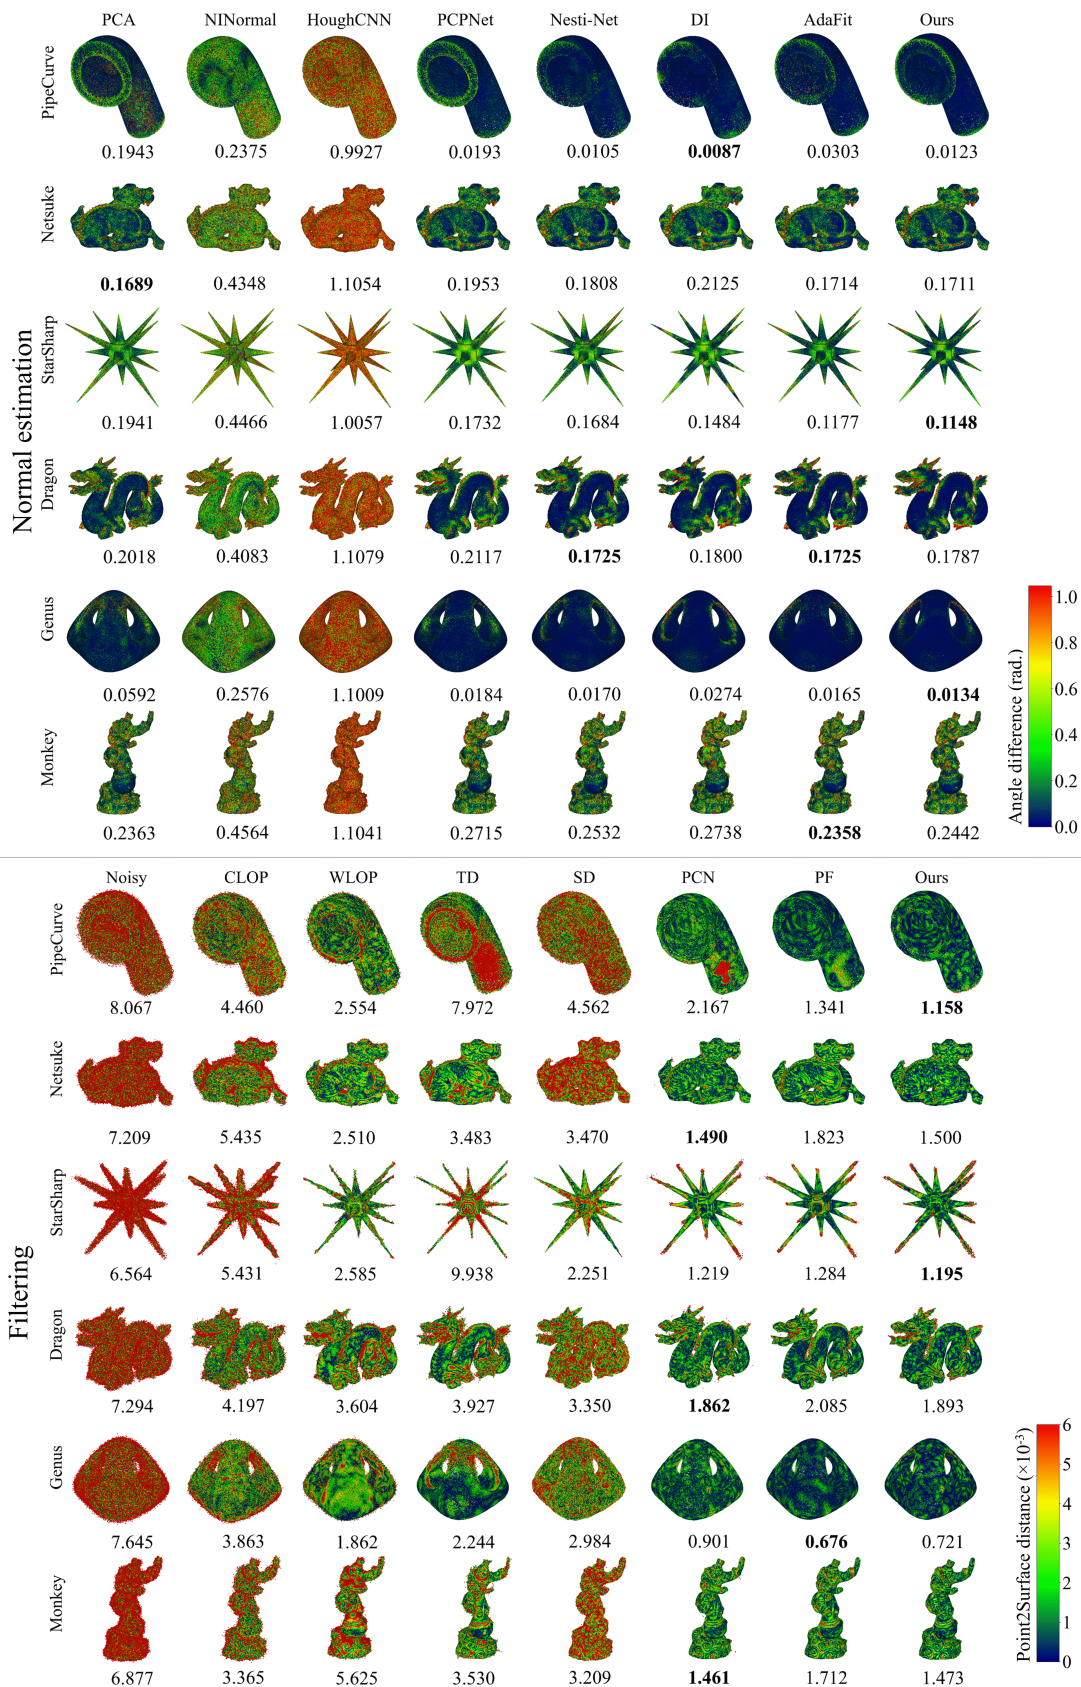 PCA NINormal HoughCNN PCPNet Nesti-Net DI AdaFit Ours
PipeCurve
0.1943 0.2375 0.9927 0.0193 0.0105 0.0087 0.0303 0.0123
Netsuke
0.1689 0.4348 1.1054 0.1953 0.1808 0.2125 0.1714 0.1711
StarSharp
0.1941 0.4466 1.0057 0.1732 0.1684 0.1484 0.1177 0.1148
Normal estimation
Dragon
0.2018 0.4083 1.1079 0.2117 0.1725 0.1800 0.1725 0.1787
Genus
0.0592 0.2576 1.1009 0.0184 0.0170 0.0274 0.0165 0.0134
Monkey
0.2363 0.4564 1.1041 0.2715 0.2532 0.2738 0.2358 0.2442
Angle difference (rad.)
1.0
0.8
0.6
0.4
0.2
0.0
Noisy CLOP WLOP TD SD PCN PF Ours
PipeCurve
8.067 4.460 2.554 7.972 4.562 2.167 1.341 1.158
Netsuke
7.209 5.435 2.510 3.483 3.470 1.490 1.823 1.500
StarSharp
6.564 5.431 2.585 9.938 2.251 1.219 1.284 1.195
Filtering
Dragon
7.294 4.197 3.604 3.927 3.350 1.862 2.085 1.893
Genus
7.645 3.863 1.862 2.244 2.984 0.901 0.676 0.721
Monkey
6.877 3.365 5.625 3.530 3.209 1.461 1.712 1.473
Point2Surface distance (×10⁻³)
6
5
4
3
2
1
0